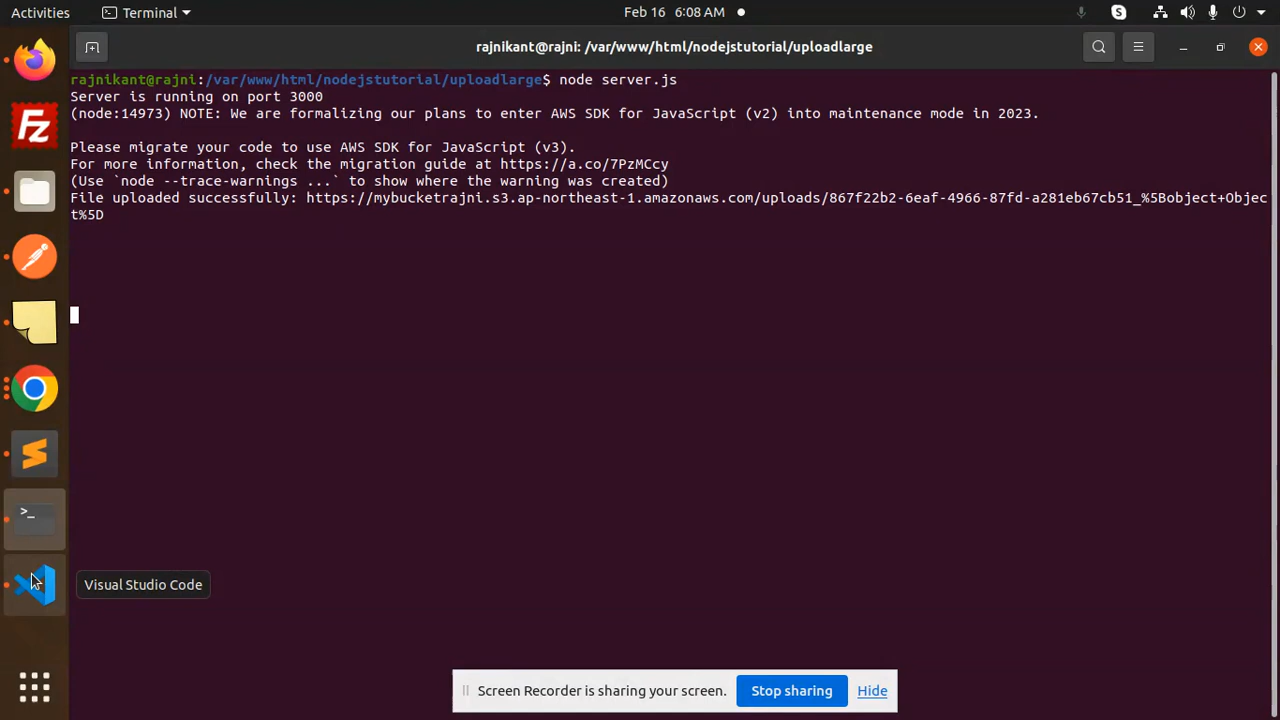 Activities
Terminal
Feb 16 6:08 AM
rajnikant@rajni: /var/www/html/nodejstutorial/uploadlarge
rajnikant@rajni:/var/www/html/nodejstutorial/uploadlarge$ node server.js
Server is running on port 3000
(node:14973) NOTE: We are formalizing our plans to enter AWS SDK for JavaScript (v2) into maintenance mode in 2023.
Please migrate your code to use AWS SDK for JavaScript (v3).
For more information, check the migration guide at https://a.co/7PzMCcy
(Use `node --trace-warnings ...` to show where the warning was created)
File uploaded successfully: https://mybucketrajni.s3.ap-northeast-1.amazonaws.com/uploads/867f22b2-6eaf-4966-87fd-a281eb67cb51_%5Bobject+Objec
t%5D
Fz
S
>_
Visual Studio Code
Screen Recorder is sharing your screen.
Stop sharing
Hide